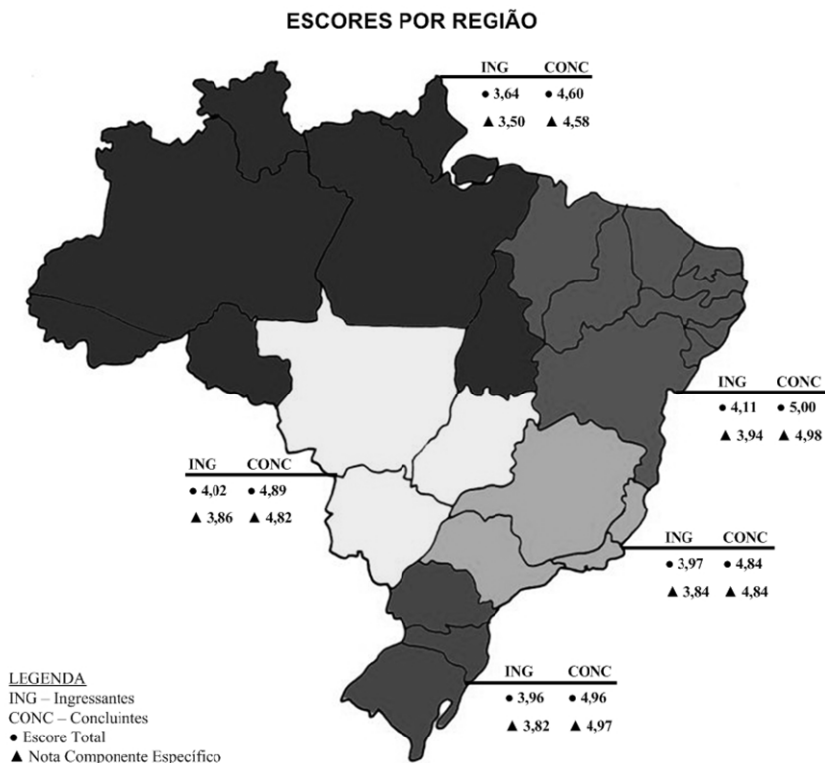 ESCORES POR REGIÃO
ING CONC
● 3,64 ● 4,60
▲ 3,50 ▲ 4,58
ING CONC
● 4,11 ● 5,00
▲ 3,94 ▲ 4,98
ING CONC
● 4,02 ● 4,89
▲ 3,86 ▲ 4,82
ING CONC
● 3,97 ● 4,84
▲ 3,84 ▲ 4,84
ING CONC
● 3,96 ● 4,96
▲ 3,82 ▲ 4,97
LEGENDA
ING – Ingressantes
CONC – Concluintes
● Escore Total
▲ Nota Componente Específico